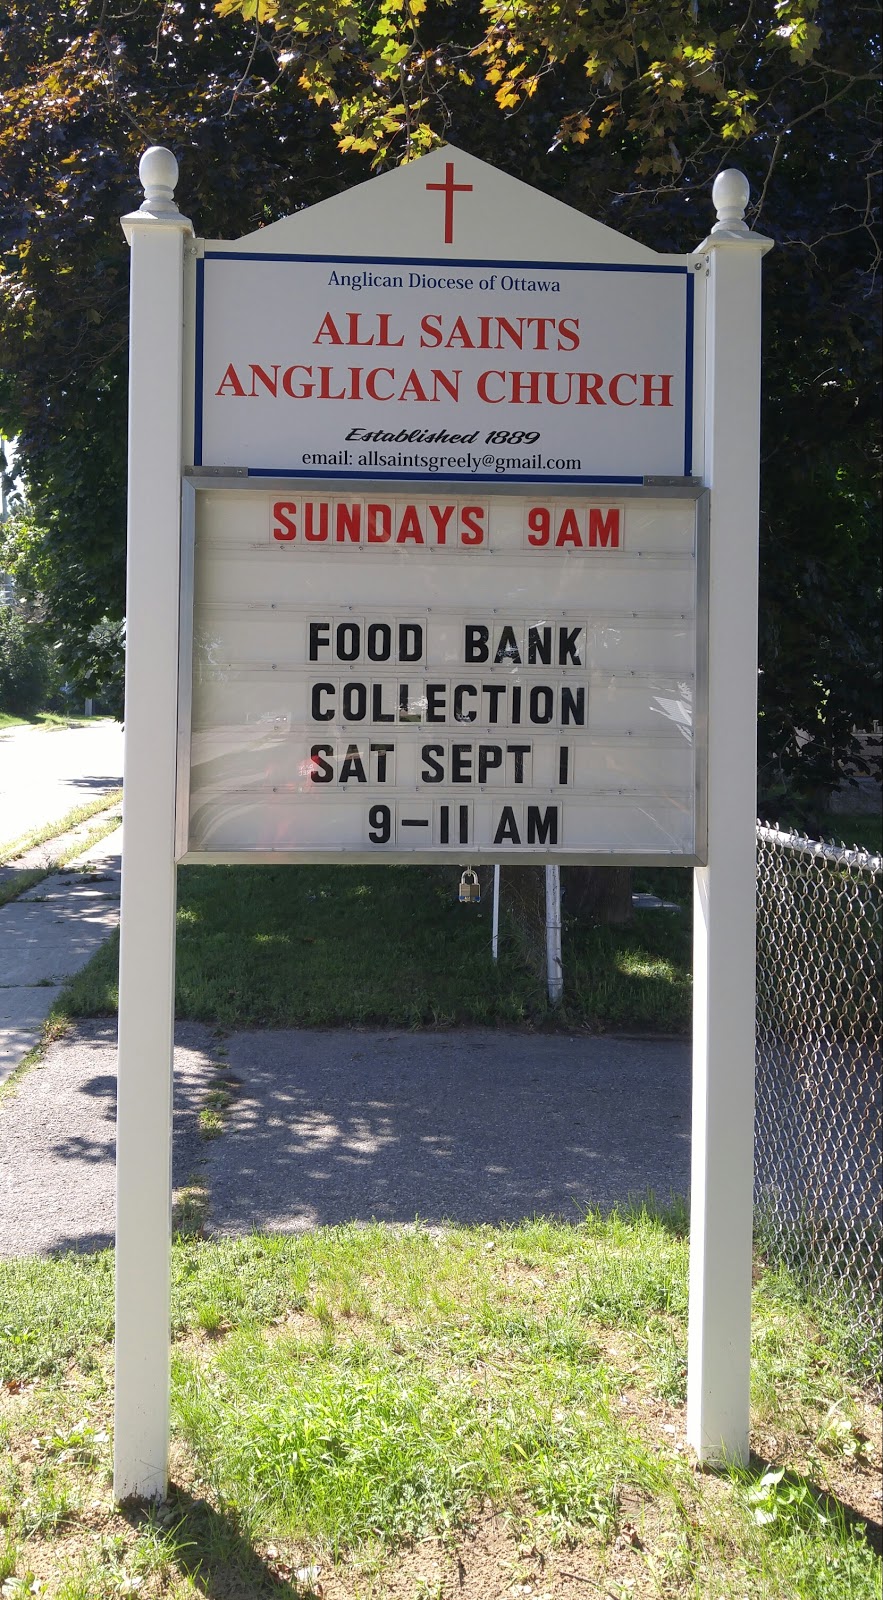 Anglican Diocese of Ottawa
ALL SAINTS
ANGLICAN CHURCH
Established 1889
email: allsaintsgreely@gmail.com
SUNDAYS 9AM
FOOD BANK
COLLECTION
SAT SEPT 1
9-11 AM